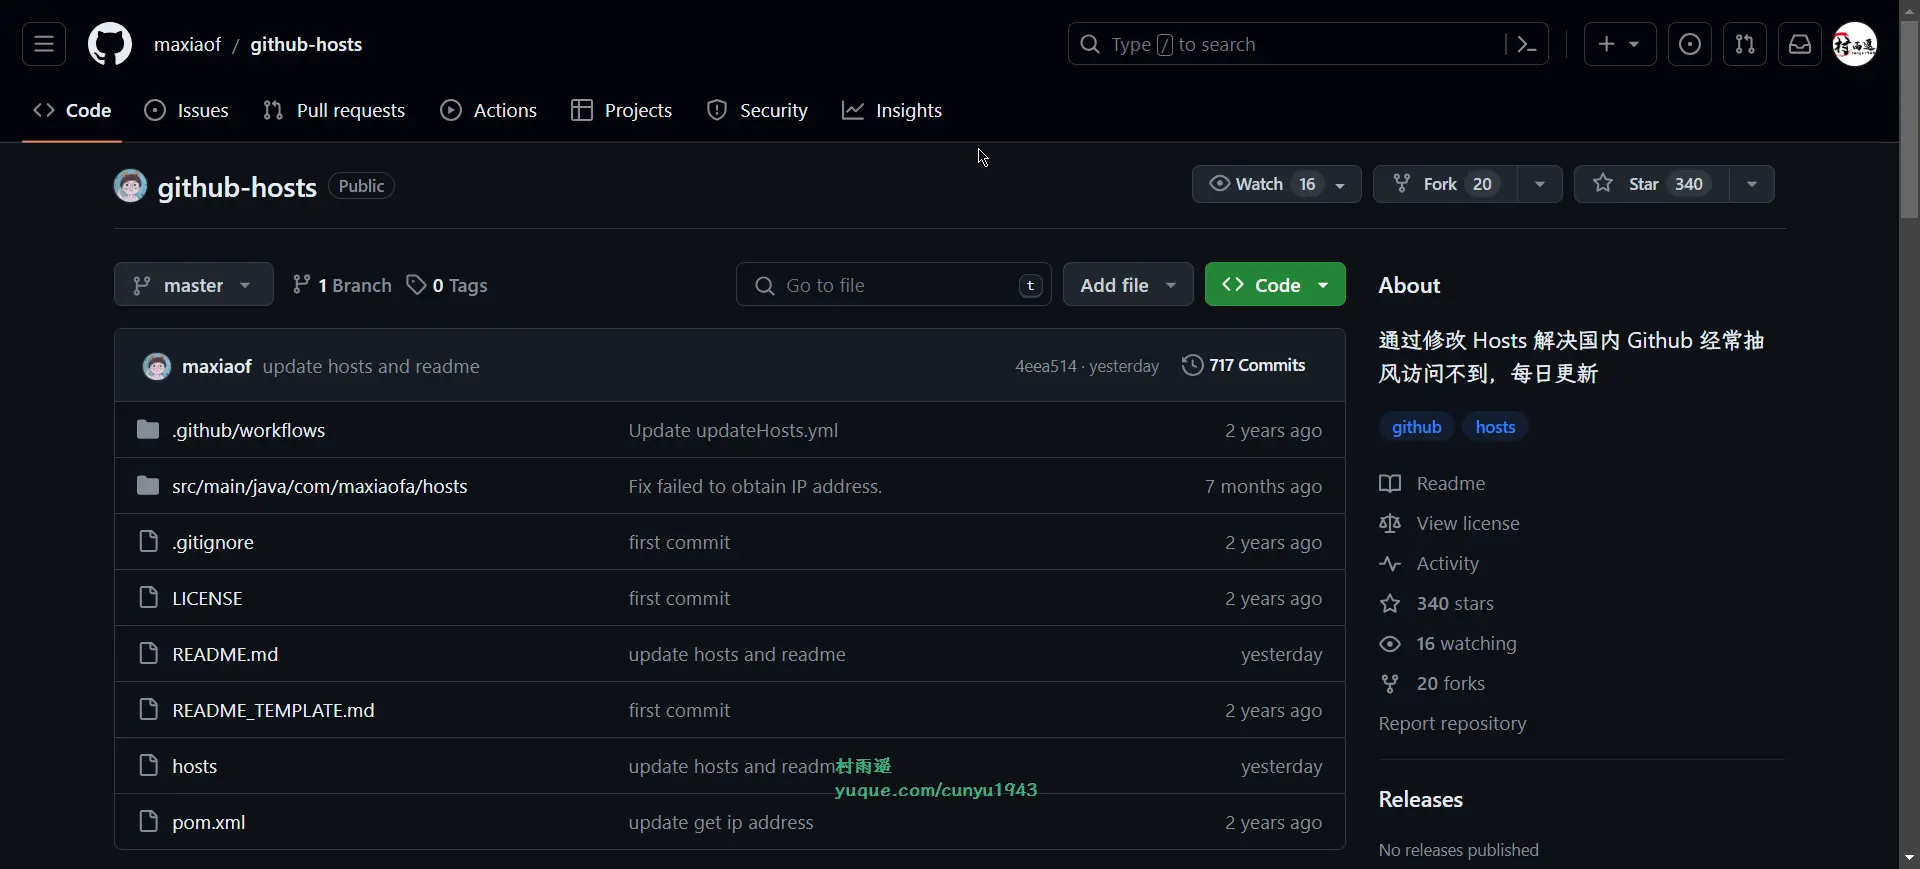 maxiaof / github-hosts
Type / to search
Code Issues Pull requests Actions Projects Security Insights
github-hosts Public
Watch 16 Fork 20 Star 340
master 1 Branch 0 Tags Go to file t Add file Code
maxiaof update hosts and readme 4eea514 · yesterday 717 Commits
.github/workflows Update updateHosts.yml 2 years ago
src/main/java/com/maxiaofa/hosts Fix failed to obtain IP address. 7 months ago
.gitignore first commit 2 years ago
LICENSE first commit 2 years ago
README.md update hosts and readme yesterday
README_TEMPLATE.md first commit 2 years ago
hosts update hosts and readm yesterday
村雨遥
yuque.com/cunyu1943
pom.xml update get ip address 2 years ago
About
通过修改 Hosts 解决国内 Github 经常抽
风访问不到，每日更新
github hosts
Readme
View license
Activity
340 stars
16 watching
20 forks
Report repository
Releases
No releases published